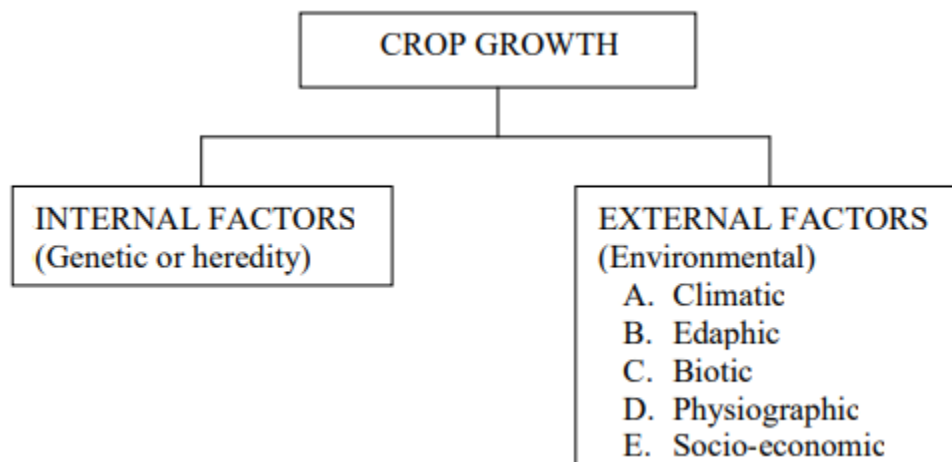 CROP GROWTH
INTERNAL FACTORS
(Genetic or heredity)
EXTERNAL FACTORS
(Environmental)
A. Climatic
B. Edaphic
C. Biotic
D. Physiographic
E. Socio-economic